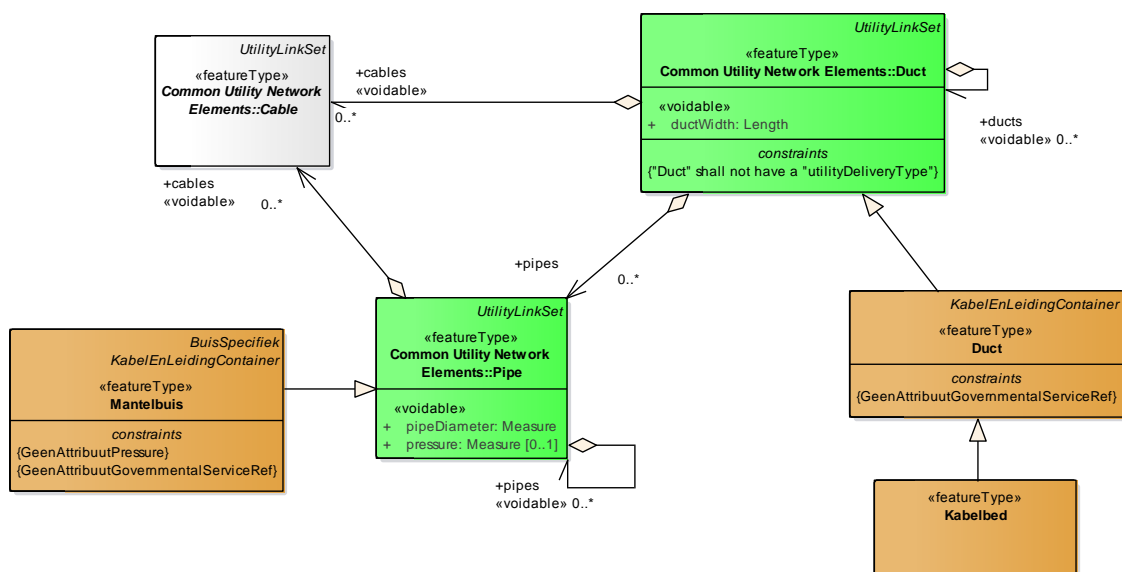 UtilityLinkSet
«featureType»
Common Utility Network
Elements::Cable
+cables
«voidable»
0..*
UtilityLinkSet
«featureType»
Common Utility Network Elements::Duct
«voidable»
+ ductWidth: Length
constraints
{"Duct" shall not have a "utilityDeliveryType"}
+ducts
«voidable» 0..*
+cables
«voidable»
0..*
+pipes
0..*
UtilityLinkSet
«featureType»
Common Utility Network
Elements::Pipe
«voidable»
+ pipeDiameter: Measure
+ pressure: Measure [0..1]
+pipes
«voidable» 0..*
BuisSpecifiek
KabelEnLeidingContainer
«featureType»
Mantelbuis
constraints
{GeenAttribuutPressure}
{GeenAttribuutGovernmentalServiceRef}
KabelEnLeidingContainer
«featureType»
Duct
constraints
{GeenAttribuutGovernmentalServiceRef}
«featureType»
Kabelbed